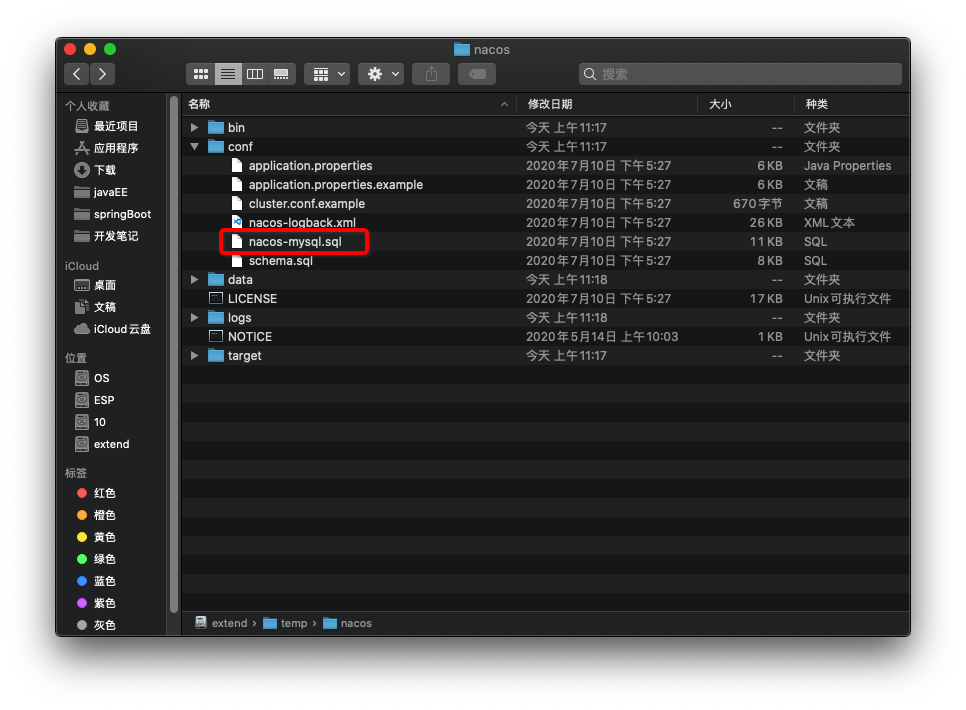 nacos
搜索
个人收藏
最近项目
应用程序
下载
javaEE
springBoot
开发笔记
iCloud
桌面
文稿
iCloud云盘
位置
OS
ESP
10
extend
标签
红色
橙色
黄色
绿色
蓝色
紫色
灰色
名称 修改日期 大小 种类
bin 今天 上午11:17 -- 文件夹
conf 今天 上午11:17 -- 文件夹
application.properties 2020年7月10日 下午5:27 6 KB Java Properties
application.properties.example 2020年7月10日 下午5:27 6 KB 文稿
cluster.conf.example 2020年7月10日 下午5:27 670字节 文稿
nacos-logback.xml 2020年7月10日 下午5:27 26 KB XML文本
nacos-mysql.sql 2020年7月10日 下午5:27 11 KB SQL
schema.sql 2020年7月10日 下午5:27 8 KB SQL
data 今天 上午11:18 -- 文件夹
LICENSE 2020年7月10日 下午5:27 17 KB Unix可执行文件
logs 今天 上午11:18 -- 文件夹
NOTICE 2020年5月14日 上午10:03 1 KB Unix可执行文件
target 今天 上午11:17 -- 文件夹
extend › temp › nacos